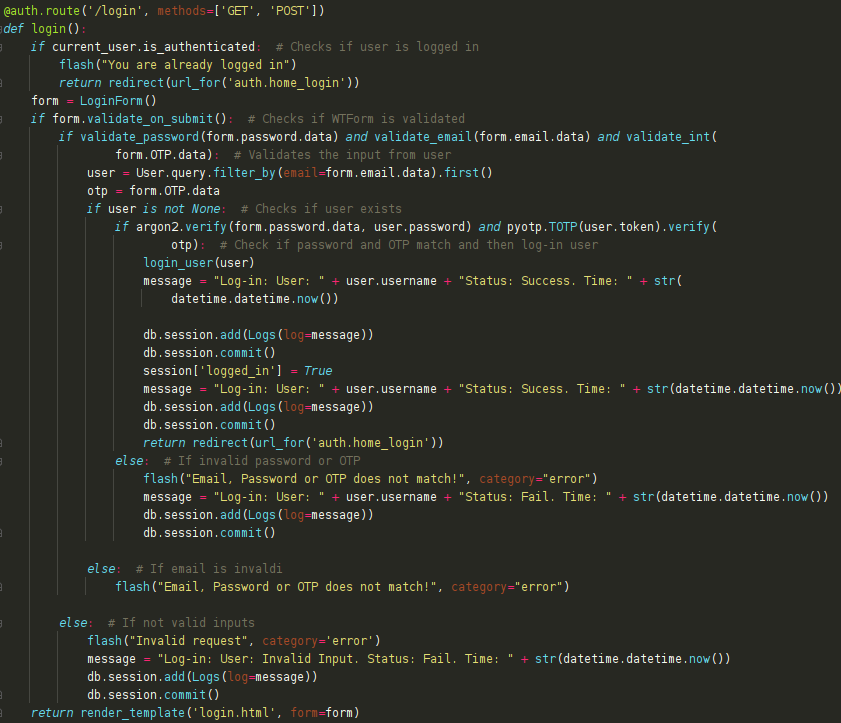 @auth.route('/login', methods=['GET', 'POST'])
def login():
    if current_user.is_authenticated:  # Checks if user is logged in
        flash("You are already logged in")
        return redirect(url_for('auth.home_login'))
    form = LoginForm()
    if form.validate_on_submit():  # Checks if WTForm is validated
        if validate_password(form.password.data) and validate_email(form.email.data) and validate_int(
                form.OTP.data):  # Validates the input from user
            user = User.query.filter_by(email=form.email.data).first()
            otp = form.OTP.data
            if user is not None:  # Checks if user exists
                if argon2.verify(form.password.data, user.password) and pyotp.TOTP(user.token).verify(
                        otp):  # Check if password and OTP match and then log-in user
                    login_user(user)
                    message = "Log-in: User: " + user.username + "Status: Success. Time: " + str(
                        datetime.datetime.now())

                    db.session.add(Logs(log=message))
                    db.session.commit()
                    session['logged_in'] = True
                    message = "Log-in: User: " + user.username + "Status: Sucess. Time: " + str(datetime.datetime.now())
                    db.session.add(Logs(log=message))
                    db.session.commit()
                    return redirect(url_for('auth.home_login'))
                else:  # If invalid password or OTP
                    flash("Email, Password or OTP does not match!", category="error")
                    message = "Log-in: User: " + user.username + "Status: Fail. Time: " + str(datetime.datetime.now())
                    db.session.add(Logs(log=message))
                    db.session.commit()

            else:  # If email is invaldi
                flash("Email, Password or OTP does not match!", category="error")

        else:  # If not valid inputs
            flash("Invalid request", category='error')
            message = "Log-in: User: Invalid Input. Status: Fail. Time: " + str(datetime.datetime.now())
            db.session.add(Logs(log=message))
            db.session.commit()
    return render_template('login.html', form=form)